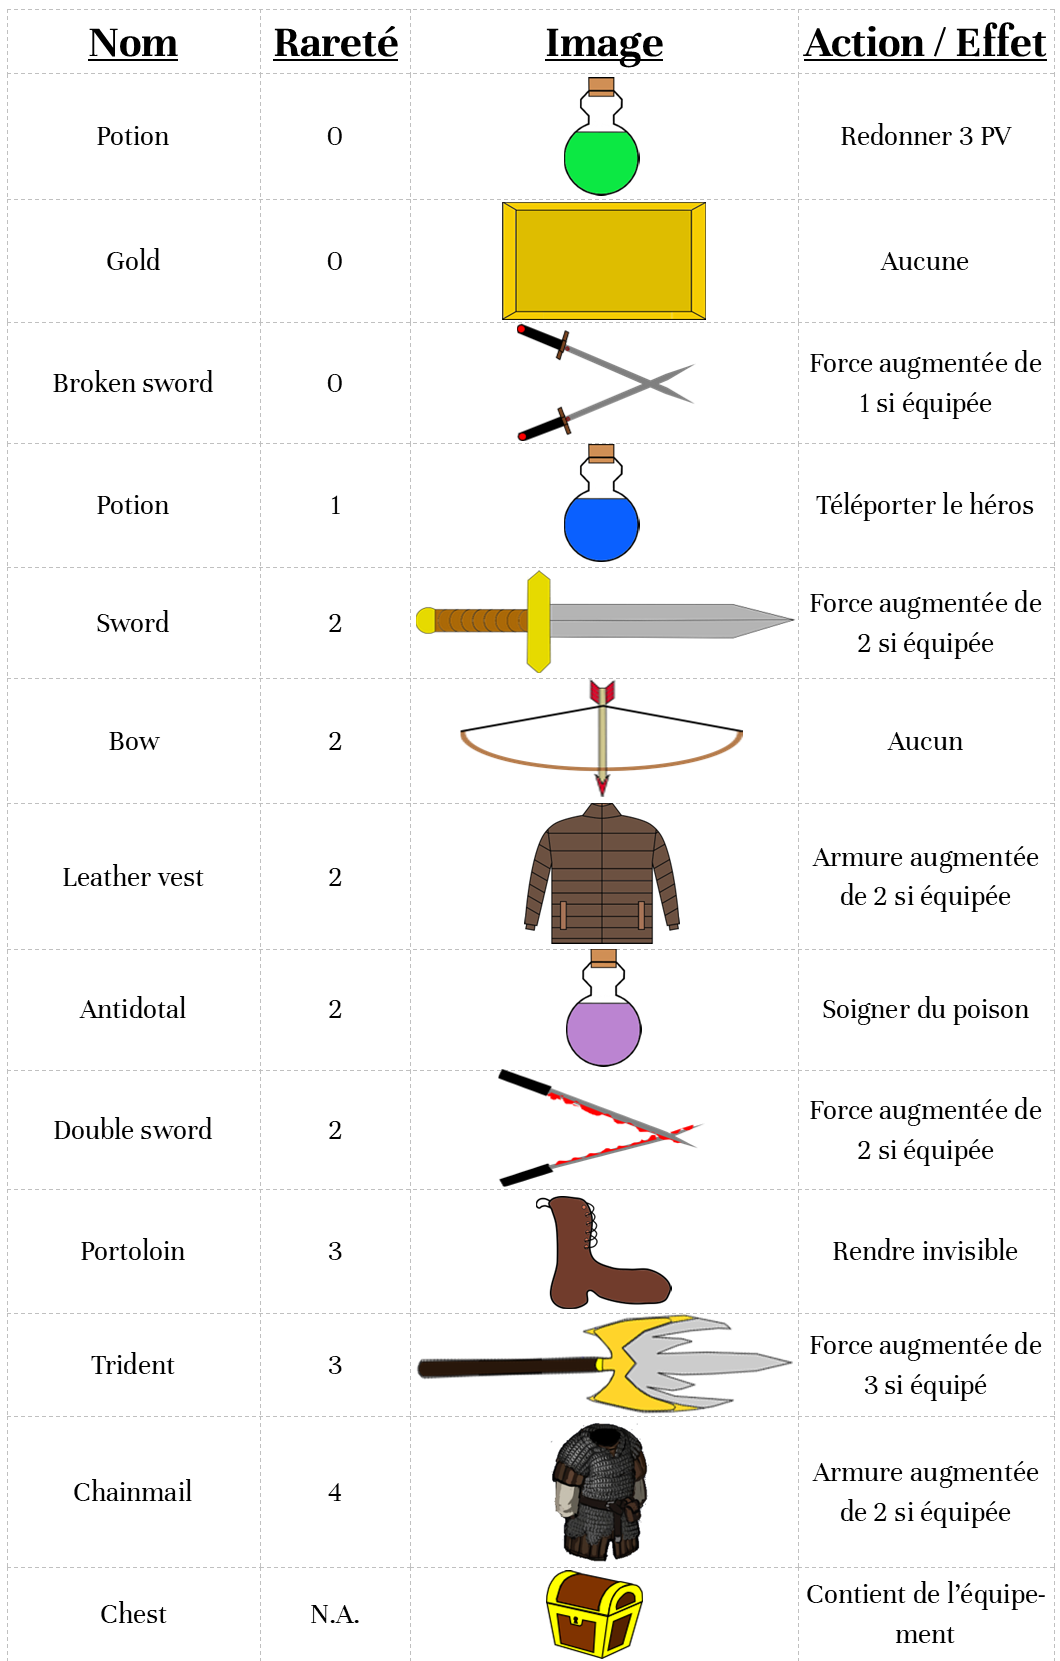 Nom Rareté Image Action / Effet
Potion 0 Redonner 3 PV
Gold 0 Aucune
Broken sword 0 Force augmentée de
1 si équipée
Potion 1 Téléporter le héros
Sword 2 Force augmentée de
2 si équipée
Bow 2 Aucun
Leather vest 2 Armure augmentée
de 2 si équipée
Antidotal 2 Soigner du poison
Double sword 2 Force augmentée de
2 si équipée
Portoloin 3 Rendre invisible
Trident 3 Force augmentée de
3 si équipé
Chainmail 4 Armure augmentée
de 2 si équipée
Chest N.A. Contient de l’équipe-
ment